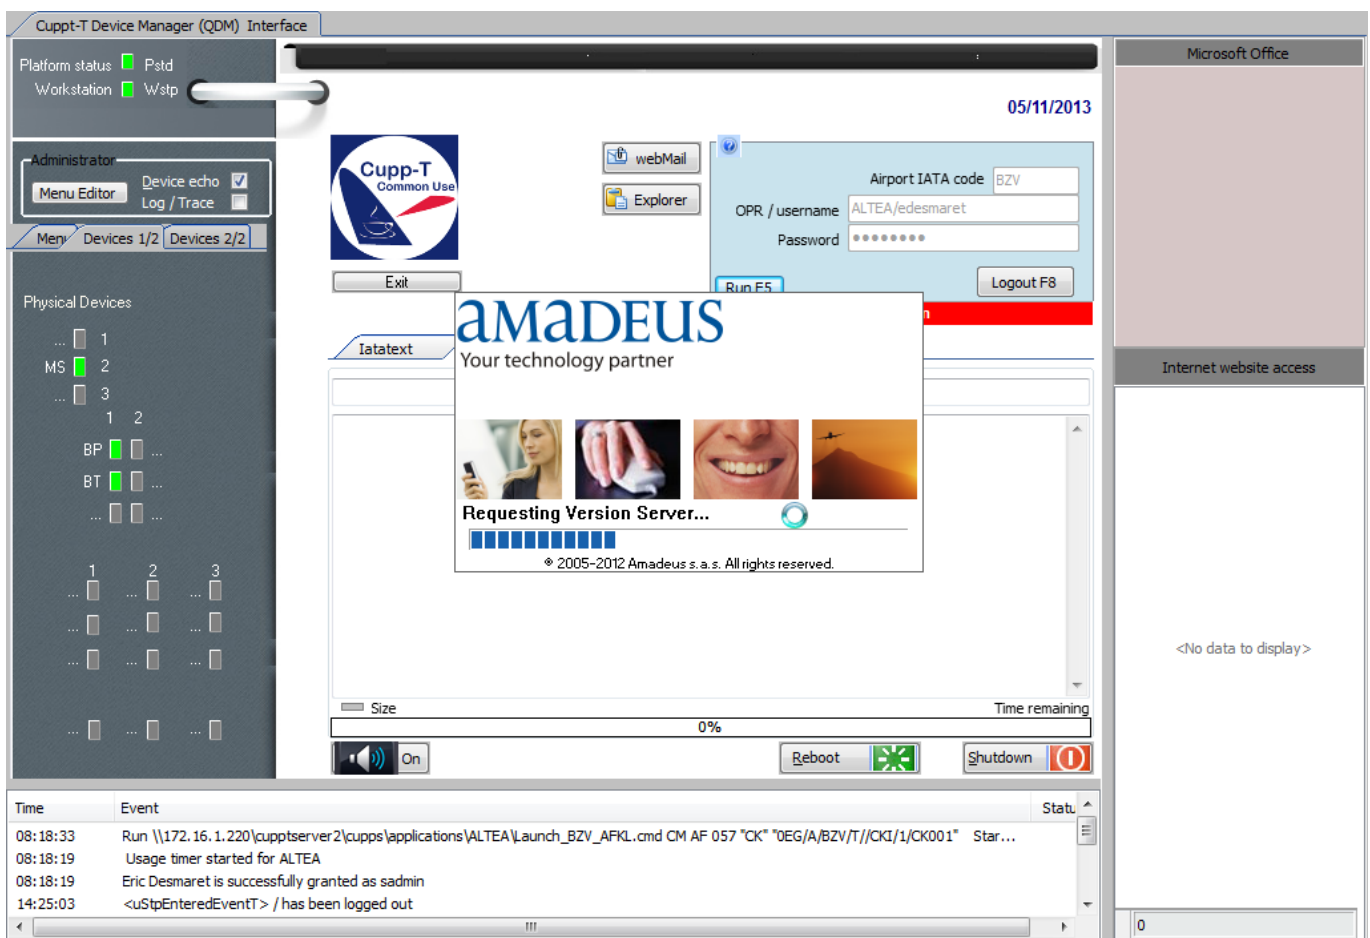 Cuppt-T Device Manager (QDM) Interface
Platform status Pstd
Workstation Wstp
Administrator
Menu Editor
Device echo
Log / Trace
Men Devices 1/2 Devices 2/2
Physical Devices
... 1
MS 2
... 3
1 2
BP ...
BT ...
... ...
1 2 3
... ... ...
... ... ...
... ... ...
... ... ...
05/11/2013
Cupp-T
Common Use
Exit
webMail
Explorer
Airport IATA code BZV
OPR / username ALTEA/edesmaret
Password ••••••••
Run F5
Logout F8
n
Iatatext
amadeus
Your technology partner
Requesting Version Server...
® 2005-2012 Amadeus s.a.s. All rights reserved.
Size Time remaining
0%
On
Reboot
Shutdown
Microsoft Office
Internet website access
<No data to display>
0
Time Event Statu
08:18:33 Run \\172.16.1.220\cupptserver2\cupps\applications\ALTEA\Launch_BZV_AFKL.cmd CM AF 057 "CK" "0EG/A/BZV/T//CKI/1/CK001" Star...
08:18:19 Usage timer started for ALTEA
08:18:19 Eric Desmaret is successfully granted as sadmin
14:25:03 <uStpEnteredEventT> / has been logged out